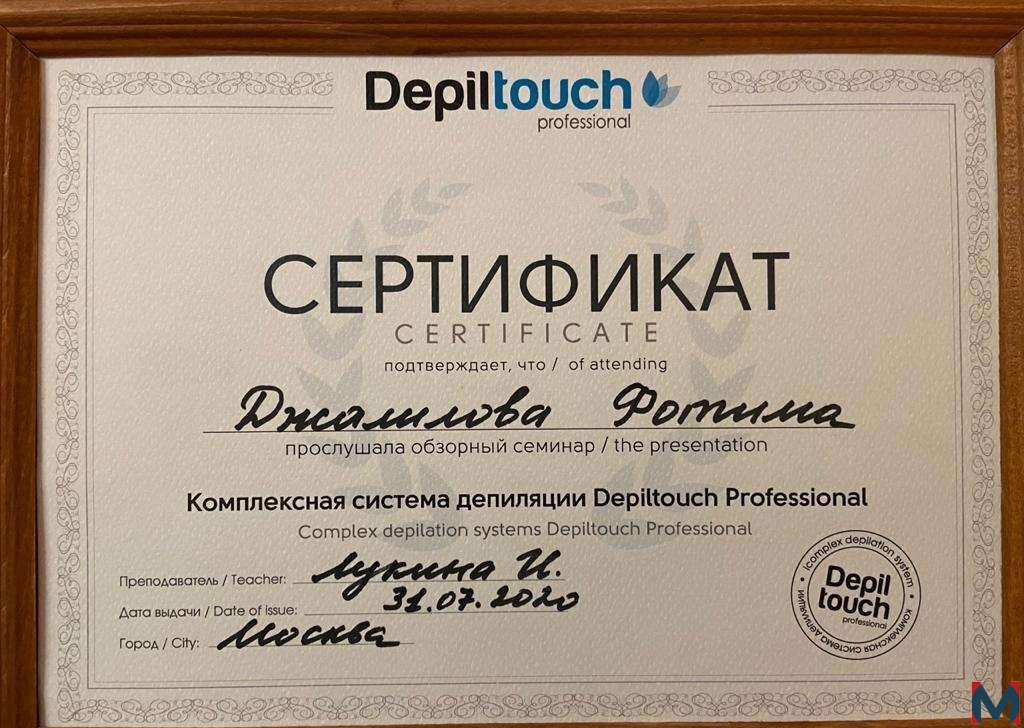 Depiltouch
professional
СЕРТИФИКАТ
CERTIFICATE
подтверждает, что / of attending
Джалилова Фотима
прослушала обзорный семинар / the presentation
Комплексная система депиляции Depiltouch Professional
Complex depilation systems Depiltouch Professional
Преподаватель / Teacher: Лукина И.
Дата выдачи / Date of issue: 31.07.2020
Город / City: Москва
icomplex depilation system
Depil
touch
professional
комплексная система депиляции
M